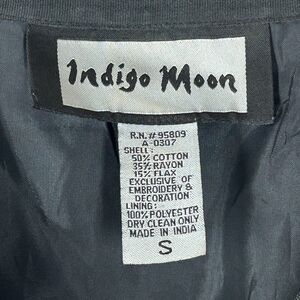 Indigo Moon
R.N.# 95809
A-0307
SHELL:
50% COTTON
35% RAYON
15% FLAX
EXCLUSIVE OF
EMBROIDERY &
DECORATION
LINING:
100% POLYESTER
DRY CLEAN ONLY
MADE IN INDIA
S